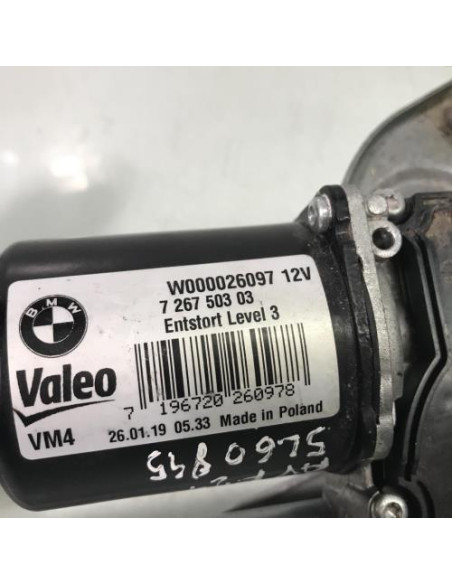 W000026097 12V
7 267 503 03
Entstort Level 3
BMW
Valeo
7 196720 260978
VM4 26.01.19 05.33 Made in Poland